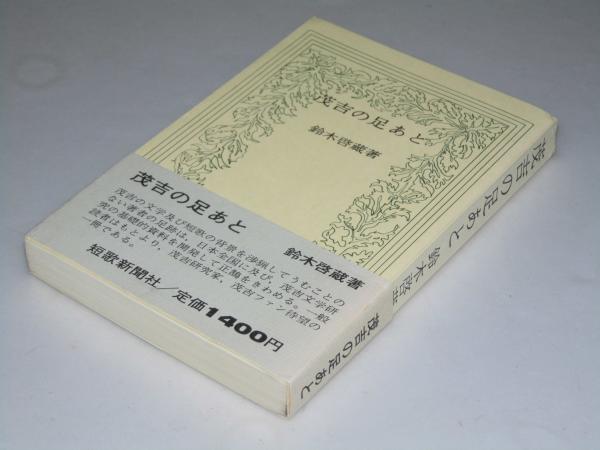 茂吉の足あと
鈴木啓蔵著
茂吉の足あと
鈴木啓蔵著
茂吉の文学及び短歌の背景を渉猟してうむことの
ない著者の足跡は、日本全国に及び、茂吉文学研
究の基礎的資料を開発して正鵠をきわめる。一般
読者はもとより、茂吉研究家、茂吉ファン待望の
一冊である。
短歌新聞社/定価1400円
茂吉の足あと 鈴木啓蔵
茂吉の足あと